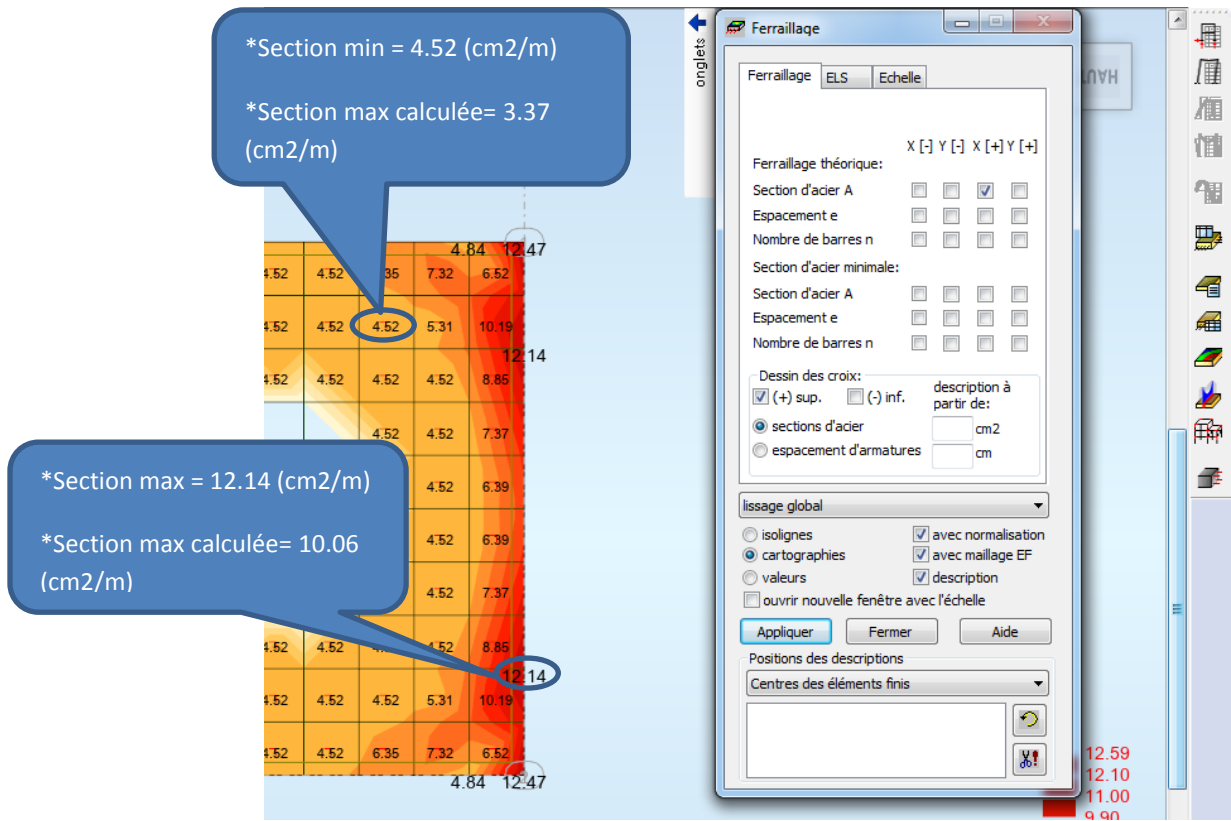 *Section min = 4.52 (cm2/m)
*Section max calculée= 3.37
(cm2/m)
4.84 12.47
4.52 4.52 .35 7.32 6.52
4.52 4.52 4.52 5.31 10.19
12.14
4.52 4.52 4.52 4.52 8.85
4.52 4.52 7.37
*Section max = 12.14 (cm2/m)
*Section max calculée= 10.06
(cm2/m)
4.52 6.39
4.52 6.39
4.52 7.37
4.52 4.52 4.52 8.85
12.14
4.52 4.52 4.52 5.31 10.19
4.52 4.52 6.35 7.32 6.52
4.84 12.47
onglets
HAUT
Ferraillage
Ferraillage ELS Echelle
X [-] Y [-] X [+] Y [+]
Ferraillage théorique:
Section d'acier A
Espacement e
Nombre de barres n
Section d'acier minimale:
Section d'acier A
Espacement e
Nombre de barres n
Dessin des croix:
(+) sup. (-) inf.
description à
partir de:
sections d'acier cm2
espacement d'armatures cm
lissage global
isolignes avec normalisation
cartographies avec maillage EF
valeurs description
ouvrir nouvelle fenêtre avec l'échelle
Appliquer Fermer Aide
Positions des descriptions
Centres des éléments finis
12.59
12.10
11.00
9.90